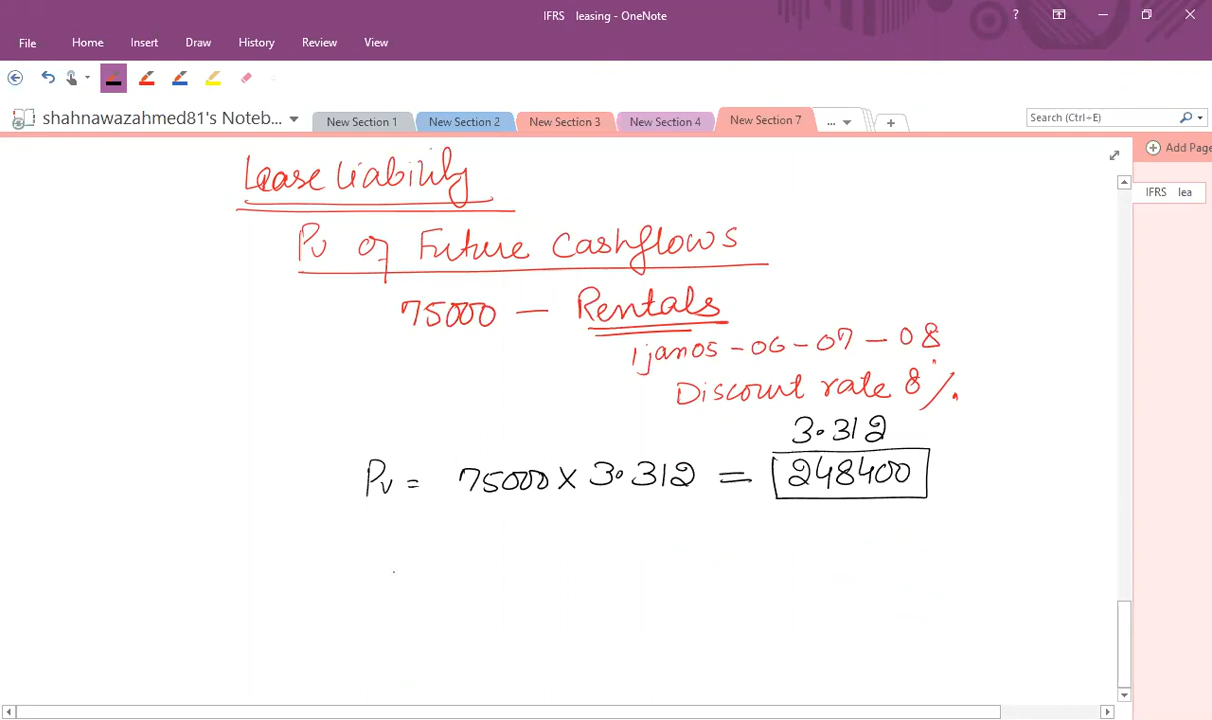 IFRS leasing - OneNote
?
File Home Insert Draw History Review View
shahnawazahmed81's Noteb... New Section 1 New Section 2 New Section 3 New Section 4 New Section 7 ... Search (Ctrl+E)
Add Page
IFRS lea
Lease Liability
Pv of Future Cashflows
75000 — Rentals
1 jan 05 - 06 - 07 - 08
Discount rate 8%
3.312
Pv = 75000 x 3.312 = 248400